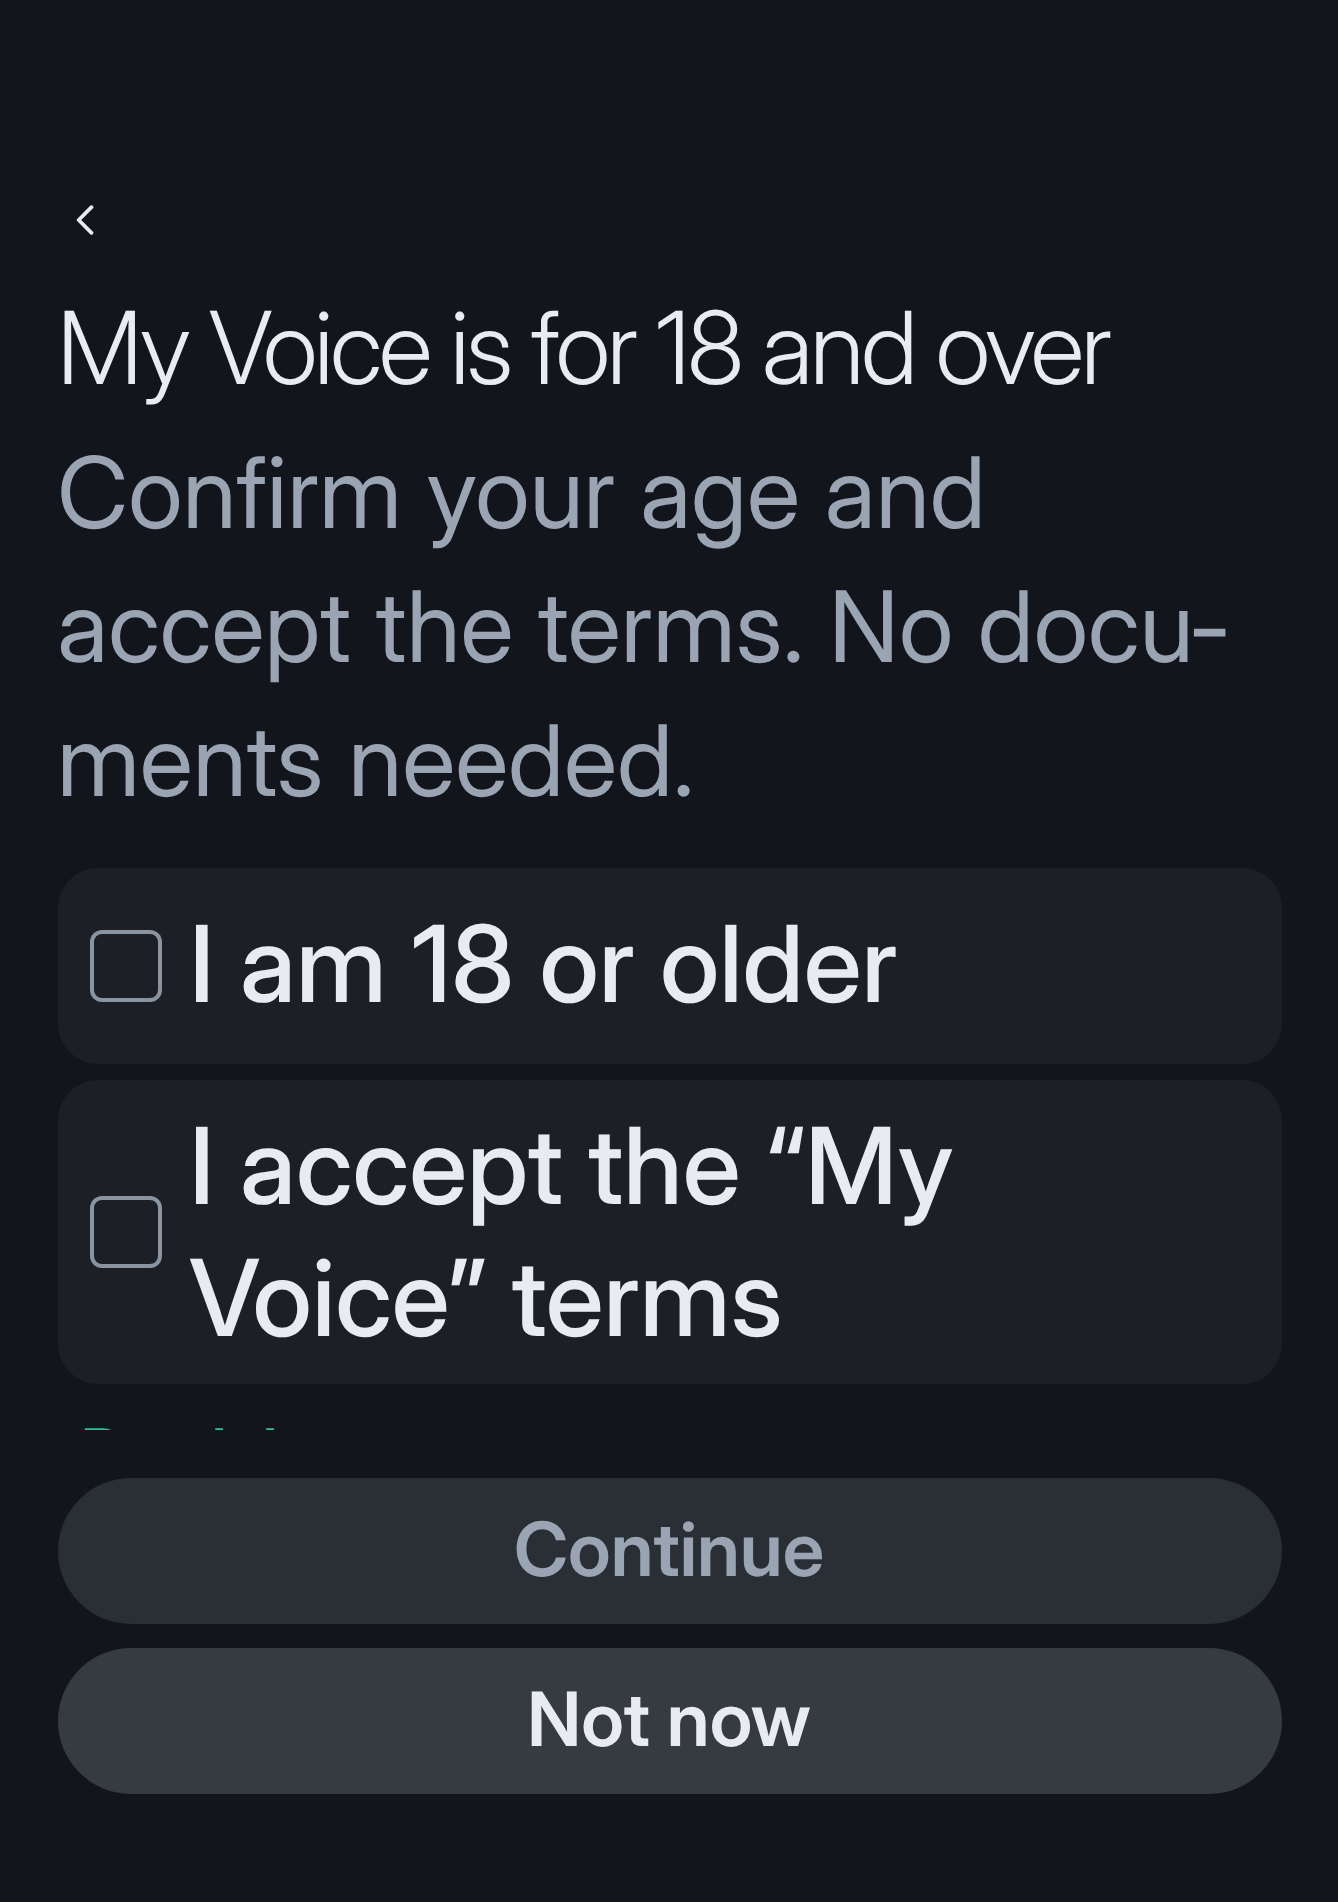 My Voice is for 18 and over
Confirm your age and
accept the terms. No docu-
ments needed.
I am 18 or older
I accept the “My
Voice” terms
Continue
Not now